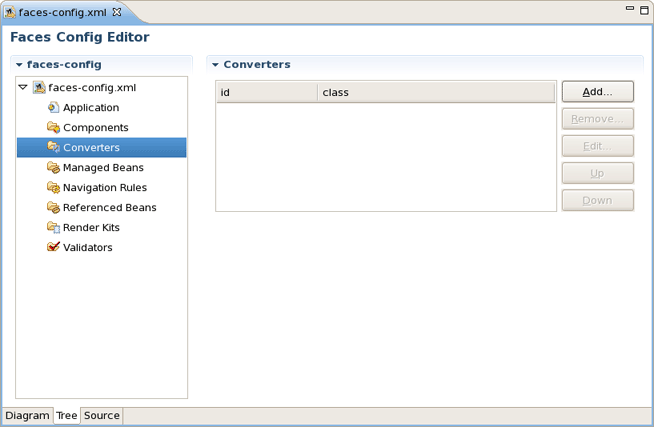 faces-config.xml
Faces Config Editor
faces-config
faces-config.xml
Application
Components
Converters
Managed Beans
Navigation Rules
Referenced Beans
Render Kits
Validators
Converters
id class
Add...
Remove...
Edit...
Up
Down
Diagram Tree Source